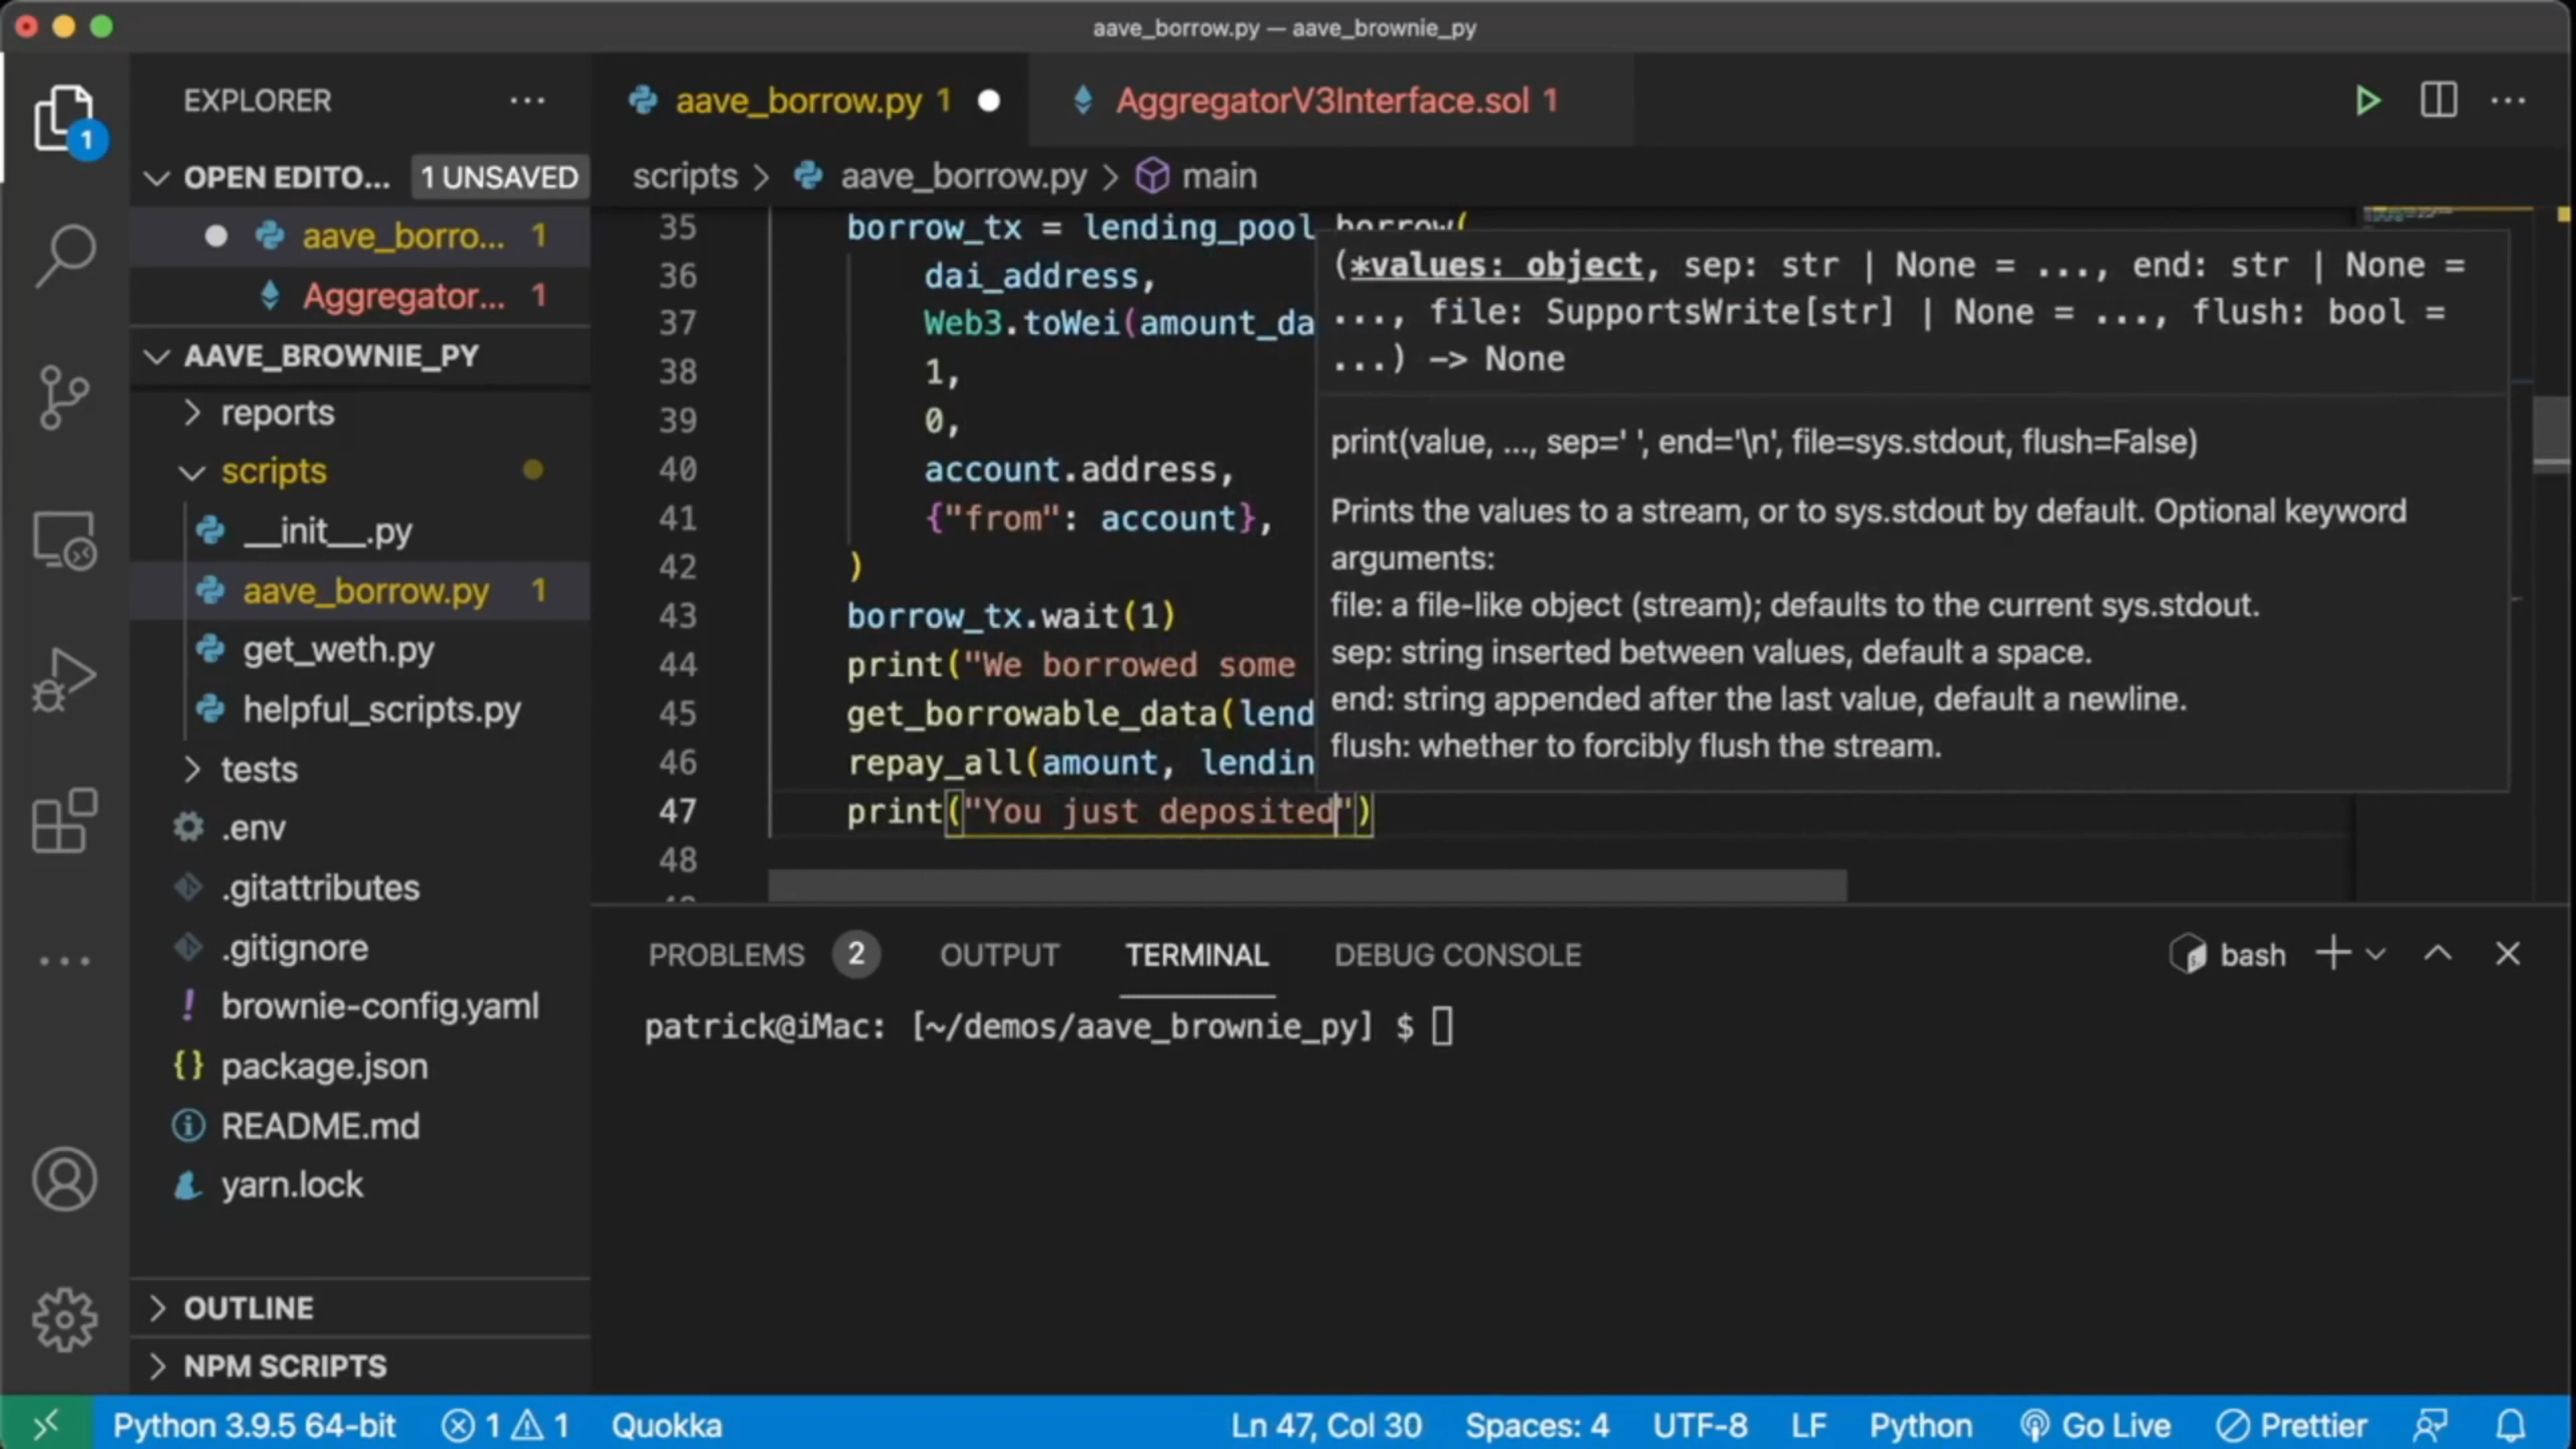 aave_borrow.py — aave_brownie_py
EXPLORER
aave_borrow.py 1
AggregatorV3Interface.sol 1
1
OPEN EDITO... 1 UNSAVED
scripts > aave_borrow.py > main
aave_borro... 1
Aggregator... 1
AAVE_BROWNIE_PY
reports
scripts
__init__.py
aave_borrow.py 1
get_weth.py
helpful_scripts.py
tests
.env
.gitattributes
.gitignore
brownie-config.yaml
package.json
README.md
yarn.lock
OUTLINE
NPM SCRIPTS
35 borrow_tx = lending_pool.borrow(
36 dai_address,
37 Web3.toWei(amount_da
38 1,
39 0,
40 account.address,
41 {"from": account},
42 )
43 borrow_tx.wait(1)
44 print("We borrowed some
45 get_borrowable_data(lend
46 repay_all(amount, lendin
47 print("You just deposited")
48
(*values: object, sep: str | None = ..., end: str | None =
..., file: SupportsWrite[str] | None = ..., flush: bool =
...) -> None
print(value, ..., sep=' ', end='\n', file=sys.stdout, flush=False)
Prints the values to a stream, or to sys.stdout by default. Optional keyword
arguments:
file: a file-like object (stream); defaults to the current sys.stdout.
sep: string inserted between values, default a space.
end: string appended after the last value, default a newline.
flush: whether to forcibly flush the stream.
PROBLEMS 2 OUTPUT TERMINAL DEBUG CONSOLE
bash
patrick@iMac: [~/demos/aave_brownie_py] $
Python 3.9.5 64-bit 1 1 Quokka Ln 47, Col 30 Spaces: 4 UTF-8 LF Python Go Live Prettier